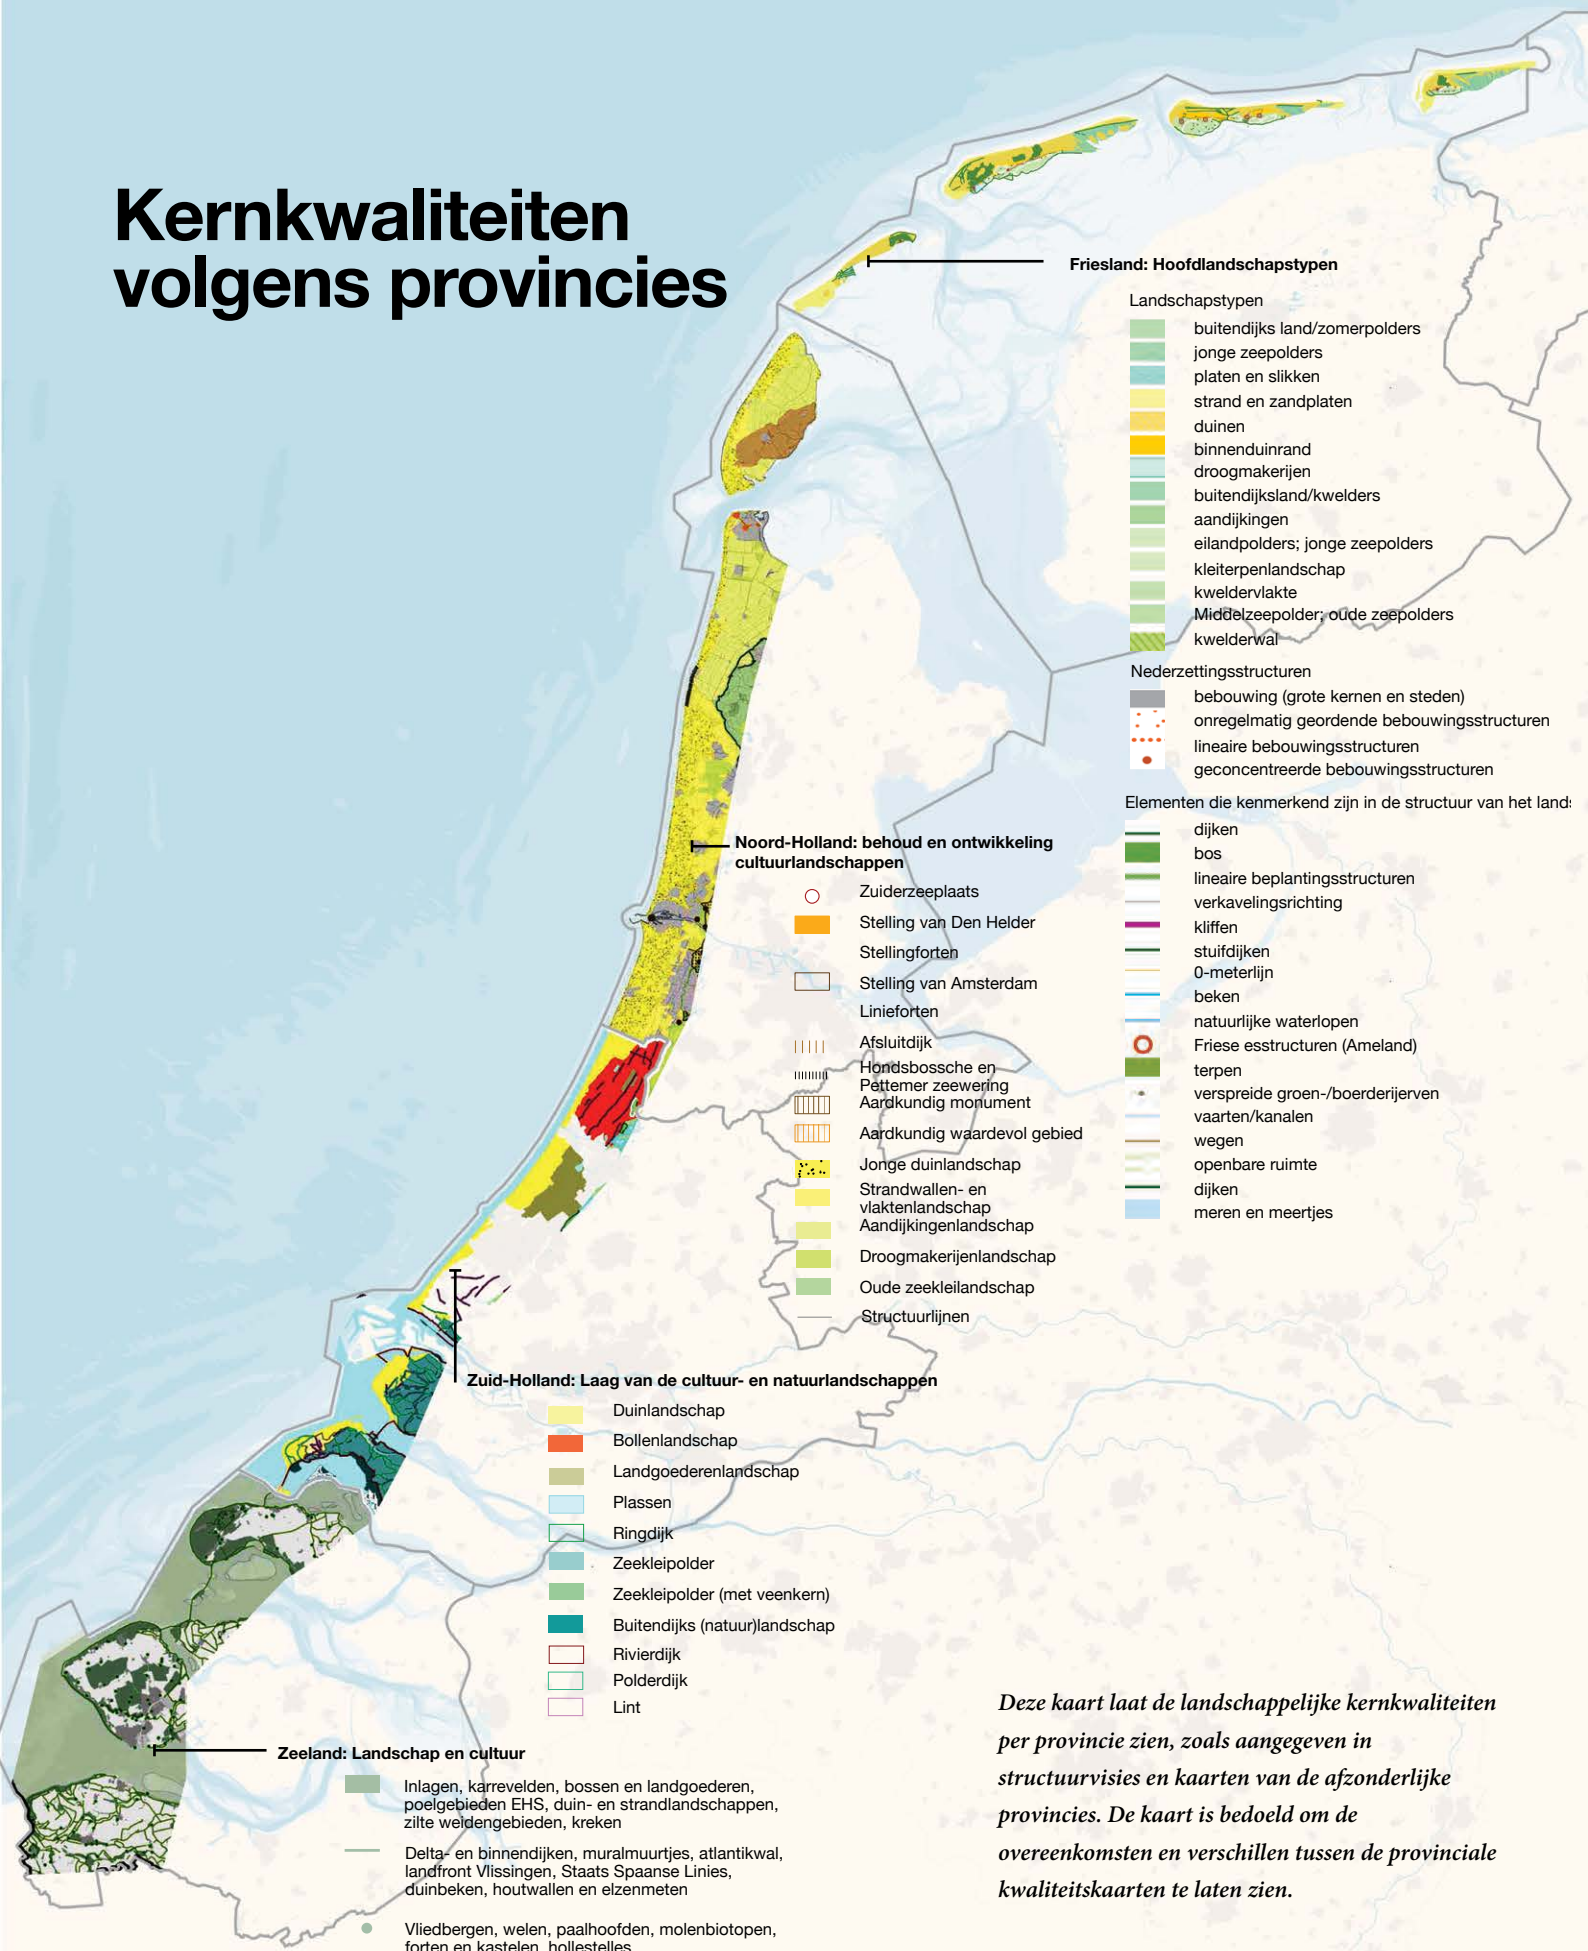 Kernkwaliteiten
volgens provincies
Friesland: Hoofdlandschapstypen
Landschapstypen
buitendijks land/zomerpolders
jonge zeepolders
platen en slikken
strand en zandplaten
duinen
binnenduinrand
droogmakerijen
buitendijksland/kwelders
aandijkingen
eilandpolders; jonge zeepolders
kleiterpenlandschap
kweldervlakte
Middelzeepolder; oude zeepolders
kwelderwal
Nederzettingsstructuren
bebouwing (grote kernen en steden)
onregelmatig geordende bebouwingsstructuren
lineaire bebouwingsstructuren
geconcentreerde bebouwingsstructuren
Elementen die kenmerkend zijn in de structuur van het lands
dijken
bos
lineaire beplantingsstructuren
verkavelingsrichting
kliffen
stuifdijken
0-meterlijn
beken
natuurlijke waterlopen
Friese esstructuren (Ameland)
terpen
verspreide groen-/boerderijerven
vaarten/kanalen
wegen
openbare ruimte
dijken
meren en meertjes
Noord-Holland: behoud en ontwikkeling
cultuurlandschappen
Zuiderzeeplaats
Stelling van Den Helder
Stellingforten
Stelling van Amsterdam
Linieforten
Afsluitdijk
Hondsbossche en
Pettemer zeewering
Aardkundig monument
Aardkundig waardevol gebied
Jonge duinlandschap
Strandwallen- en
vlaktenlandschap
Aandijkingenlandschap
Droogmakerijenlandschap
Oude zeekleilandschap
Structuurlijnen
Zuid-Holland: Laag van de cultuur- en natuurlandschappen
Duinlandschap
Bollenlandschap
Landgoederenlandschap
Plassen
Ringdijk
Zeekleipolder
Zeekleipolder (met veenkern)
Buitendijks (natuur)landschap
Rivierdijk
Polderdijk
Lint
Zeeland: Landschap en cultuur
Inlagen, karrevelden, bossen en landgoederen,
poelgebieden EHS, duin- en strandlandschappen,
zilte weidengebieden, kreken
Delta- en binnendijken, muralmuurtjes, atlantikwal,
landfront Vlissingen, Staats Spaanse Linies,
duinbeken, houtwallen en elzenmeten
Vliedbergen, welen, paalhoofden, molenbiotopen,
forten en kastelen, hollestelles
Deze kaart laat de landschappelijke kernkwaliteiten
per provincie zien, zoals aangegeven in
structuurvisies en kaarten van de afzonderlijke
provincies. De kaart is bedoeld om de
overeenkomsten en verschillen tussen de provinciale
kwaliteitskaarten te laten zien.